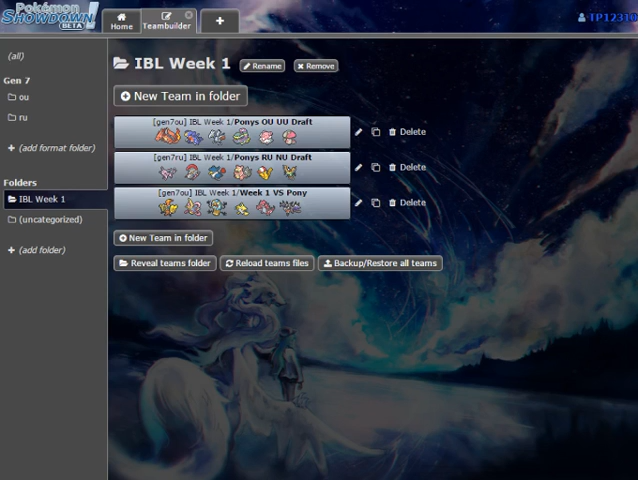 Pokémon
SHOWDOWN!
BETA
Home
Teambuilder
TP12310
(all)
Gen 7
ou
ru
(add format folder)
Folders
IBL Week 1
(uncategorized)
(add folder)
IBL Week 1
Rename
Remove
New Team in folder
[gen7ou] IBL Week 1/Ponys OU UU Draft
Delete
[gen7ru] IBL Week 1/Ponys RU NU Draft
Delete
[gen7ou] IBL Week 1/Week 1 VS Pony
Delete
New Team in folder
Reveal teams folder
Reload teams files
Backup/Restore all teams